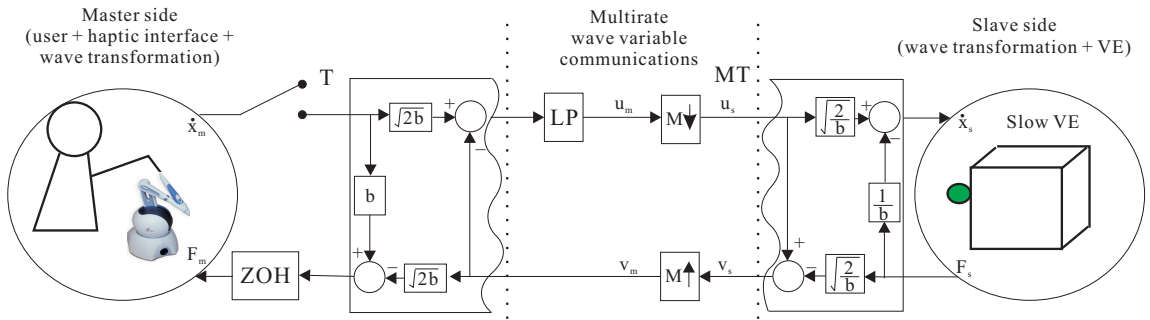 Master side
(user + haptic interface +
wave transformation)
Multirate
wave variable
communications
Slave side
(wave transformation + VE)
T
MT
ẋm
√2b
+
−
LP
um
M↓
us
√2/b
+
−
ẋs
Slow VE
b
1/b
Fm
ZOH
+
−
√2b
vm
M↑
vs
+
−
√2/b
Fs